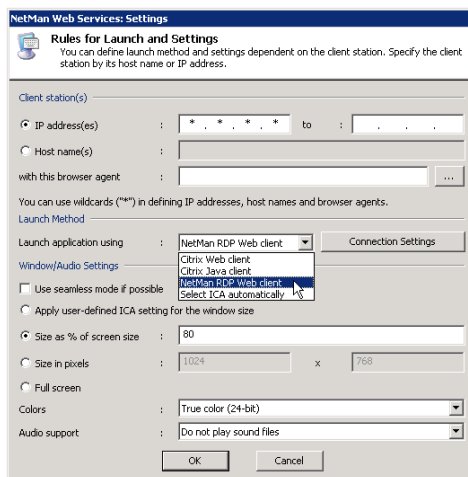 NetMan Web Services: Settings
Rules for Launch and Settings
You can define launch method and settings dependent on the client station. Specify the client
station by its host name or IP address.
Client station(s)
IP address(es) : * . * . * . * to : . . .
Host name(s) :
with this browser agent : ...
You can use wildcards ("*") in defining IP addresses, host names and browser agents.
Launch Method
Launch application using : NetMan RDP Web client Connection Settings
Citrix Web client
Citrix Java client
NetMan RDP Web client
Select ICA automatically
Window/Audio Settings
Use seamless mode if possible
Apply user-defined ICA setting for the window size
Size as % of screen size : 80
Size in pixels : 1024 x 768
Full screen
Colors : True color (24-bit)
Audio support : Do not play sound files
OK Cancel